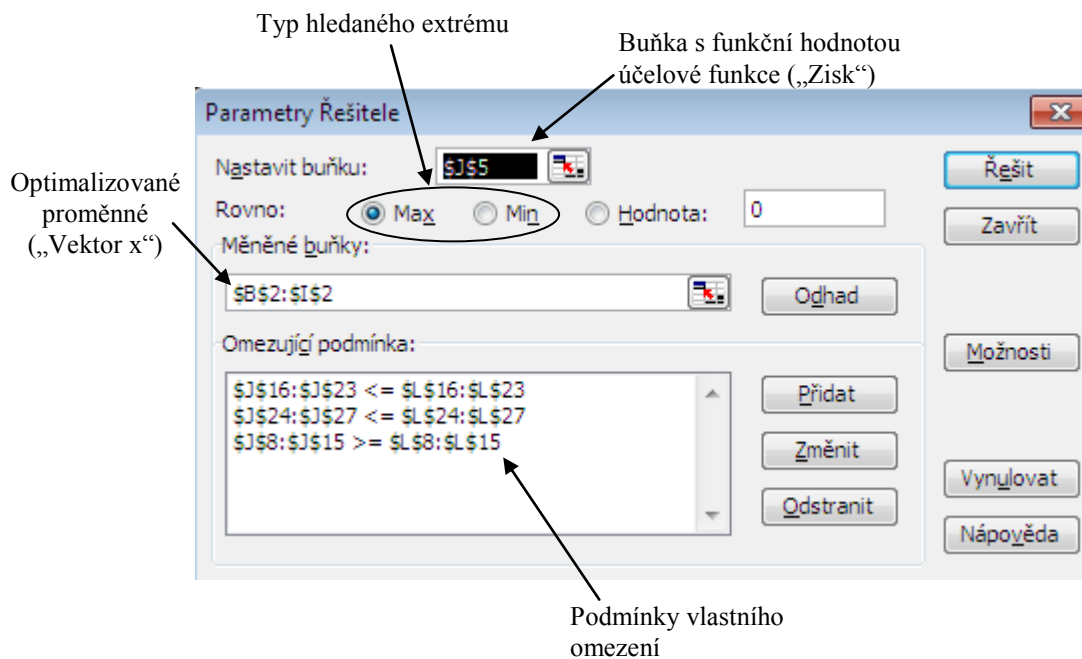 Typ hledaného extrému
Buňka s funkční hodnotou
účelové funkce („Zisk“)
Optimalizované
proměnné
(„Vektor x“)
Parametry Řešitele
Nastavit buňku:
$J$5
Řešit
Rovno:
Max
Min
Hodnota:
0
Zavřít
Měněné buňky:
$B$2:$I$2
Odhad
Omezující podmínka:
Možnosti
$J$16:$J$23 <= $L$16:$L$23
$J$24:$J$27 <= $L$24:$L$27
$J$8:$J$15 >= $L$8:$L$15
Přidat
Změnit
Odstranit
Vynulovat
Nápověda
Podmínky vlastního
omezení